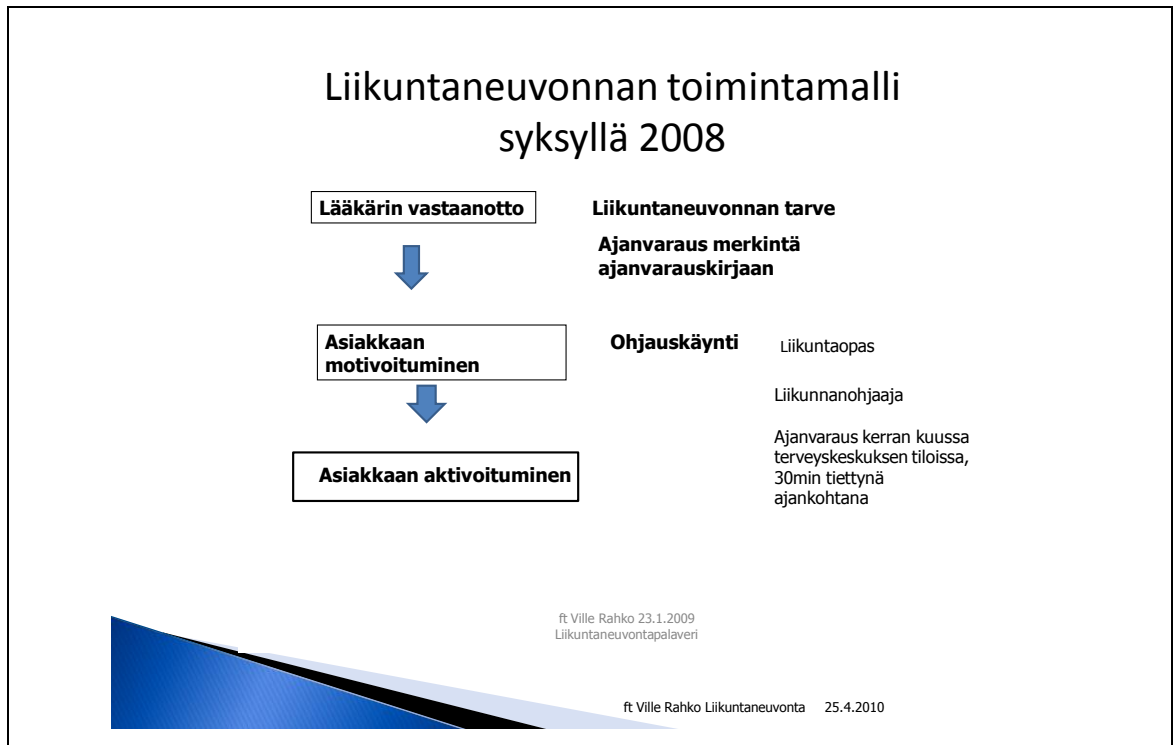 Liikuntaneuvonnan toimintamalli
syksyllä 2008
Lääkärin vastaanotto
Liikuntaneuvonnan tarve
Ajanvaraus merkintä
ajanvarauskirjaan
Asiakkaan
motivoituminen
Ohjauskäynti
Liikuntaopas
Liikunnanohjaaja
Ajanvaraus kerran kuussa
terveyskeskuksen tiloissa,
30min tiettynä
ajankohtana
Asiakkaan aktivoituminen
ft Ville Rahko 23.1.2009
Liikuntaneuvontapalaveri
ft Ville Rahko Liikuntaneuvonta 25.4.2010